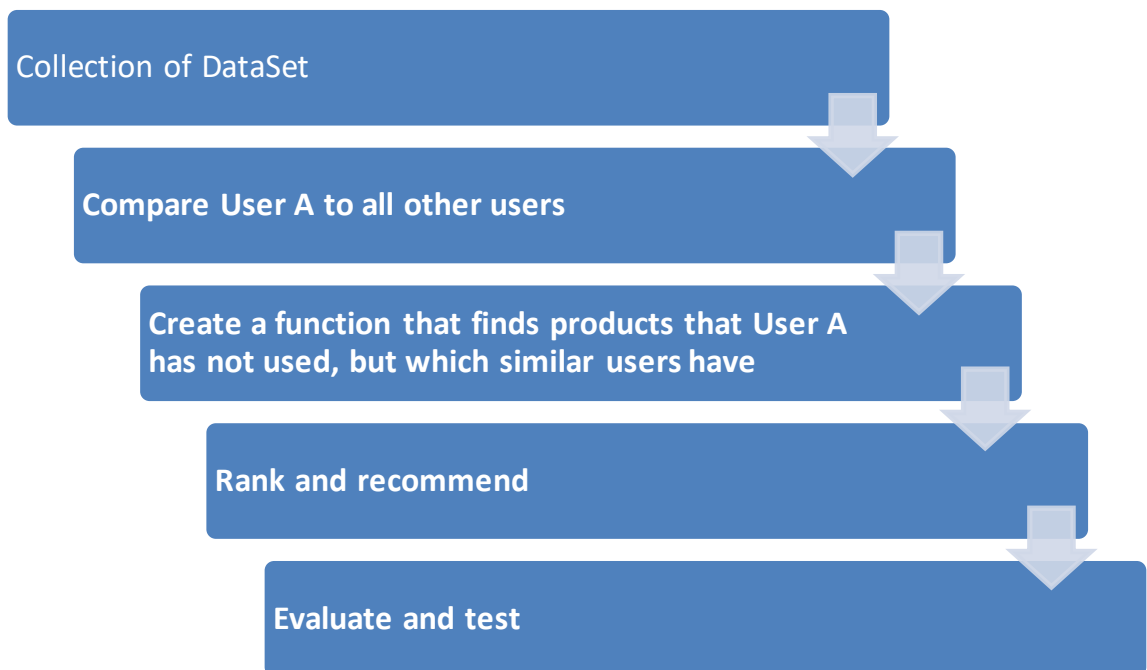 Collection of DataSet
Compare User A to all other users
Create a function that finds products that User A
has not used, but which similar users have
Rank and recommend
Evaluate and test